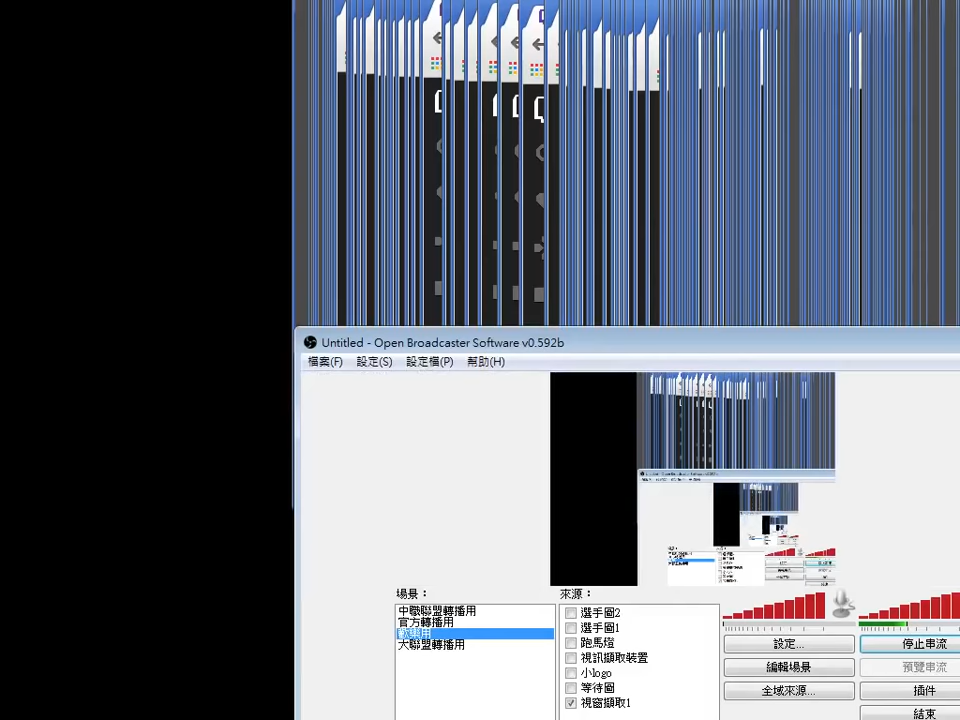 Untitled - Open Broadcaster Software v0.592b
檔案(F) 設定(S) 設定檔(P) 幫助(H)
場景：
中職聯盟轉播用
官方轉播用
歡樂用
大聯盟轉播用
來源：
選手圖2
選手圖1
跑馬燈
視訊擷取裝置
小logo
等待圖
視窗擷取1
設定...
停止串流
編輯場景
預覽串流
全域來源...
插件
結束